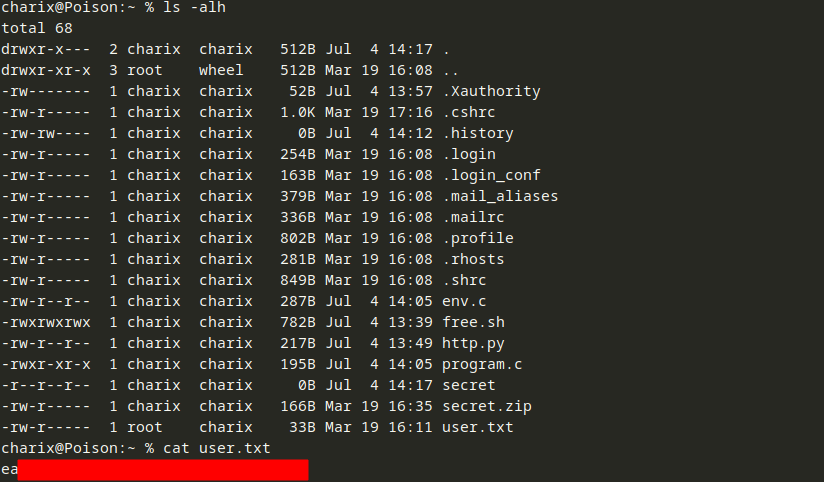 charix@Poison:~ % ls -alh
total 68
drwxr-x---  2 charix  charix   512B Jul  4 14:17 .
drwxr-xr-x  3 root    wheel    512B Mar 19 16:08 ..
-rw-------  1 charix  charix    52B Jul  4 13:57 .Xauthority
-rw-r-----  1 charix  charix   1.0K Mar 19 17:16 .cshrc
-rw-rw----  1 charix  charix     0B Jul  4 14:12 .history
-rw-r-----  1 charix  charix   254B Mar 19 16:08 .login
-rw-r-----  1 charix  charix   163B Mar 19 16:08 .login_conf
-rw-r-----  1 charix  charix   379B Mar 19 16:08 .mail_aliases
-rw-r-----  1 charix  charix   336B Mar 19 16:08 .mailrc
-rw-r-----  1 charix  charix   802B Mar 19 16:08 .profile
-rw-r-----  1 charix  charix   281B Mar 19 16:08 .rhosts
-rw-r-----  1 charix  charix   849B Mar 19 16:08 .shrc
-rw-r--r--  1 charix  charix   287B Jul  4 14:05 env.c
-rwxrwxrwx  1 charix  charix   782B Jul  4 13:39 free.sh
-rw-r--r--  1 charix  charix   217B Jul  4 13:49 http.py
-rwxr-xr-x  1 charix  charix   195B Jul  4 14:05 program.c
-r--r--r--  1 charix  charix     0B Jul  4 14:17 secret
-rw-r-----  1 charix  charix   166B Mar 19 16:35 secret.zip
-rw-r-----  1 root    charix    33B Mar 19 16:11 user.txt
charix@Poison:~ % cat user.txt
ea